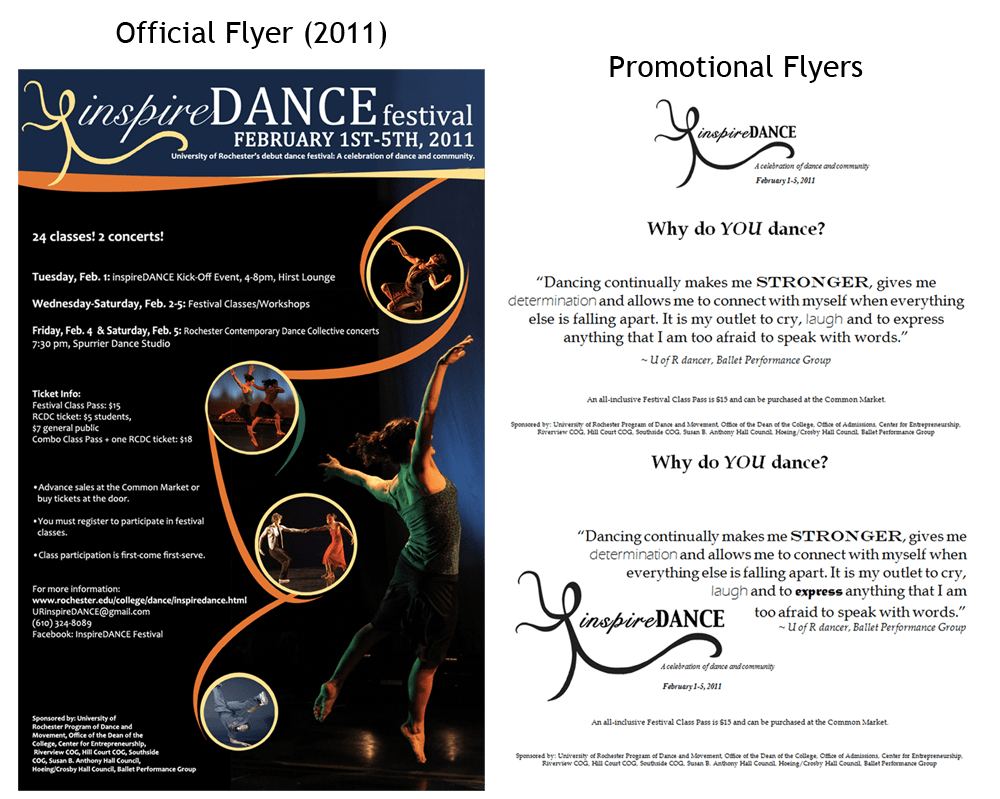 Official Flyer (2011)
inspireDANCE festival
FEBRUARY 1ST-5TH, 2011
University of Rochester's debut dance festival: A celebration of dance and community.
24 classes! 2 concerts!
Tuesday, Feb. 1: inspireDANCE Kick-Off Event, 4-8pm, Hirst Lounge
Wednesday-Saturday, Feb. 2-5: Festival Classes/Workshops
Friday, Feb. 4 & Saturday, Feb. 5: Rochester Contemporary Dance Collective concerts
7:30 pm, Spurrier Dance Studio
Ticket Info:
Festival Class Pass: $15
RCDC ticket: $5 students,
$7 general public
Combo Class Pass + one RCDC ticket: $18
•Advance sales at the Common Market or
buy tickets at the door.
•You must register to participate in festival
classes.
•Class participation is first-come first-serve.
For more information:
www.rochester.edu/college/dance/inspiredance.html
URinspireDANCE@gmail.com
(610) 324-8089
Facebook: InspireDANCE Festival
Sponsored by: University of
Rochester Program of Dance and
Movement, Office of the Dean of the
College, Center for Entrepreneurship,
Riverview COG, Hill Court COG, Southside
COG, Susan B. Anthony Hall Council,
Hoeing/Crosby Hall Council, Ballet Performance Group
Promotional Flyers
inspireDANCE
A celebration of dance and community
February 1-5, 2011
Why do YOU dance?
“Dancing continually makes me STRONGER, gives me
determination and allows me to connect with myself when everything
else is falling apart. It is my outlet to cry, laugh and to express
anything that I am too afraid to speak with words.”
~ U of R dancer, Ballet Performance Group
An all-inclusive Festival Class Pass is $15 and can be purchased at the Common Market.
Sponsored by: University of Rochester Program of Dance and Movement, Office of the Dean of the College, Office of Admissions, Center for Entrepreneurship,
Riverview COG, Hill Court COG, Southside COG, Susan B. Anthony Hall Council, Hoeing/Crosby Hall Council, Ballet Performance Group
Why do YOU dance?
“Dancing continually makes me STRONGER, gives me
determination and allows me to connect with myself when
everything else is falling apart. It is my outlet to cry,
laugh and to express anything that I am
too afraid to speak with words.”
~ U of R dancer, Ballet Performance Group
inspireDANCE
A celebration of dance and community
February 1-5, 2011
An all-inclusive Festival Class Pass is $15 and can be purchased at the Common Market.
Sponsored by: University of Rochester Program of Dance and Movement, Office of the Dean of the College, Office of Admissions, Center for Entrepreneurship,
Riverview COG, Hill Court COG, Southside COG, Susan B. Anthony Hall Council, Hoeing/Crosby Hall Council, Ballet Performance Group